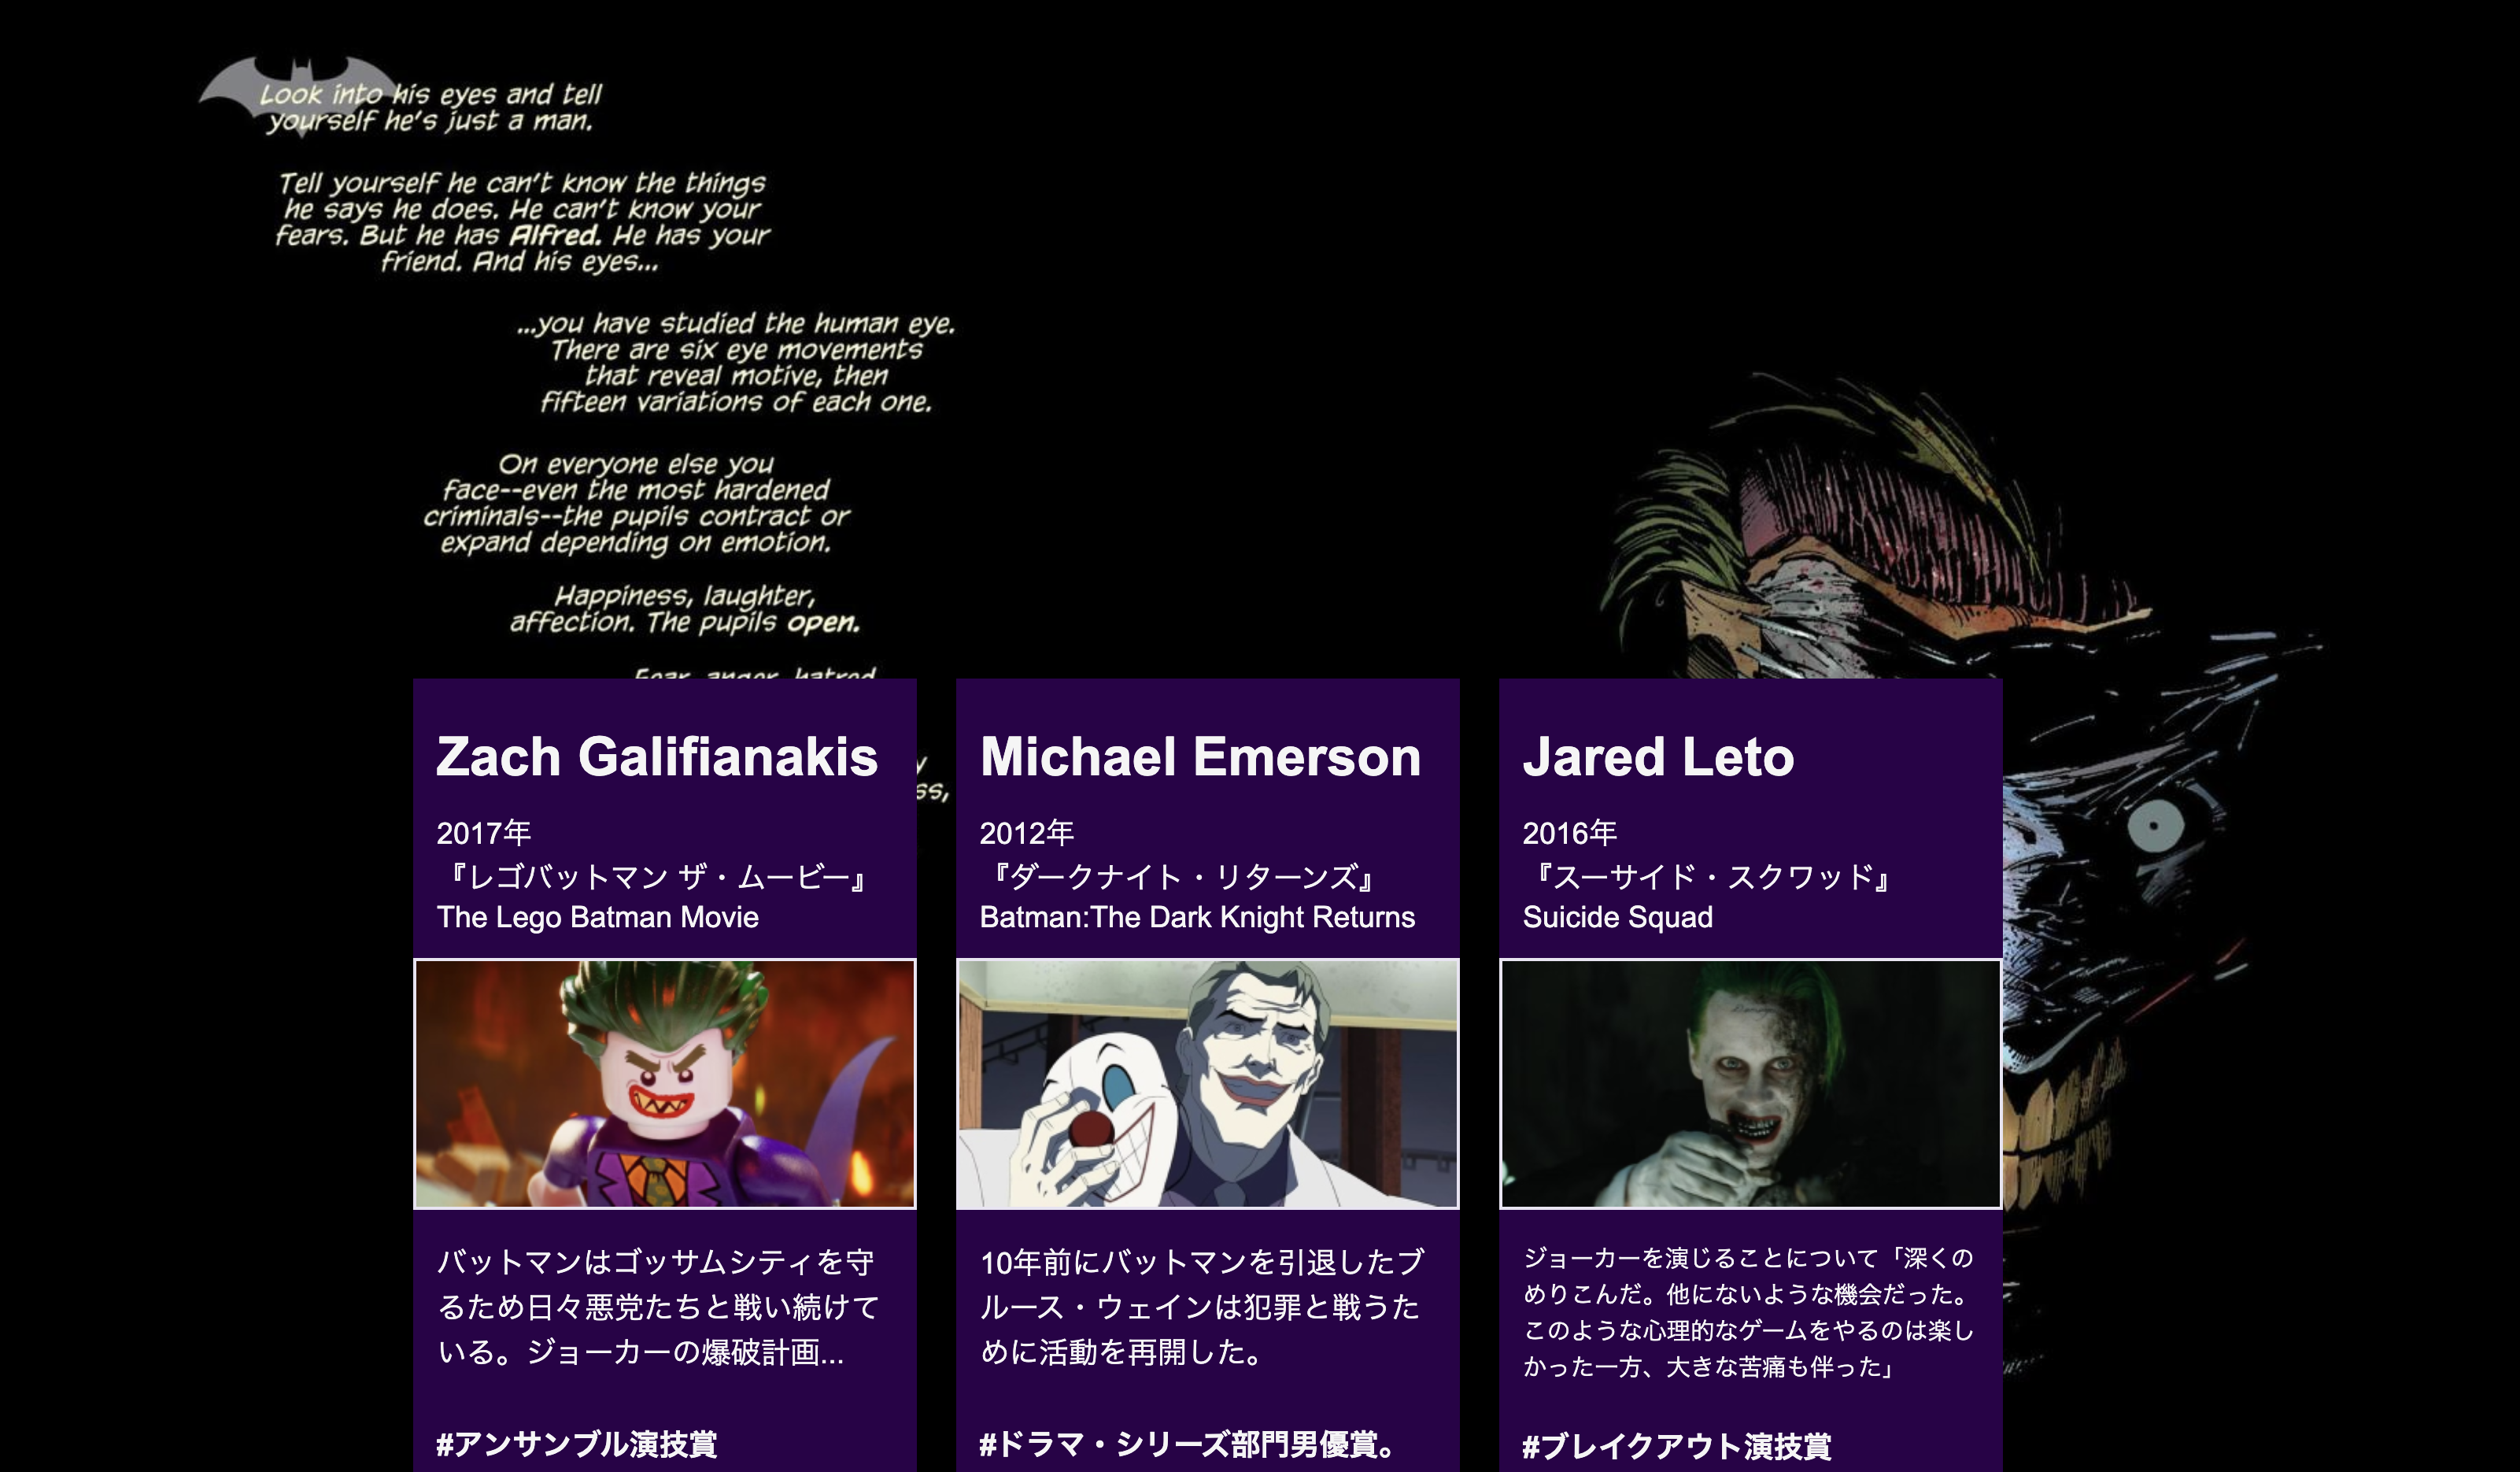 Look into his eyes and tell
yourself he's just a man.
Tell yourself he can't know the things
he says he does. He can't know your
fears. But he has Alfred. He has your
friend. And his eyes...
...you have studied the human eye.
There are six eye movements
that reveal motive, then
fifteen variations of each one.
On everyone else you
face--even the most hardened
criminals--the pupils contract or
expand depending on emotion.
Happiness, laughter,
affection. The pupils open.
Fear, anger, hatred
Zach Galifianakis
2017年
『レゴバットマン ザ・ムービー』
The Lego Batman Movie
バットマンはゴッサムシティを守
るため日々悪党たちと戦い続けて
いる。ジョーカーの爆破計画...
#アンサンブル演技賞
Michael Emerson
2012年
『ダークナイト・リターンズ』
Batman:The Dark Knight Returns
10年前にバットマンを引退したブ
ルース・ウェインは犯罪と戦うた
めに活動を再開した。
#ドラマ・シリーズ部門男優賞。
Jared Leto
2016年
『スーサイド・スクワッド』
Suicide Squad
ジョーカーを演じることについて「深くの
めりこんだ。他にないような機会だった。
このような心理的なゲームをやるのは楽し
かった一方、大きな苦痛も伴った」
#ブレイクアウト演技賞